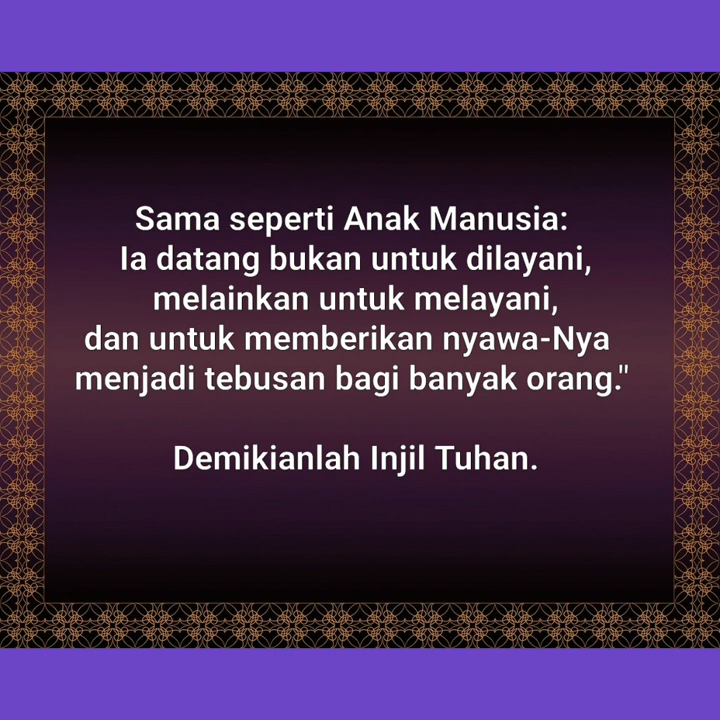 Sama seperti Anak Manusia:
Ia datang bukan untuk dilayani,
melainkan untuk melayani,
dan untuk memberikan nyawa-Nya
menjadi tebusan bagi banyak orang."
Demikianlah Injil Tuhan.